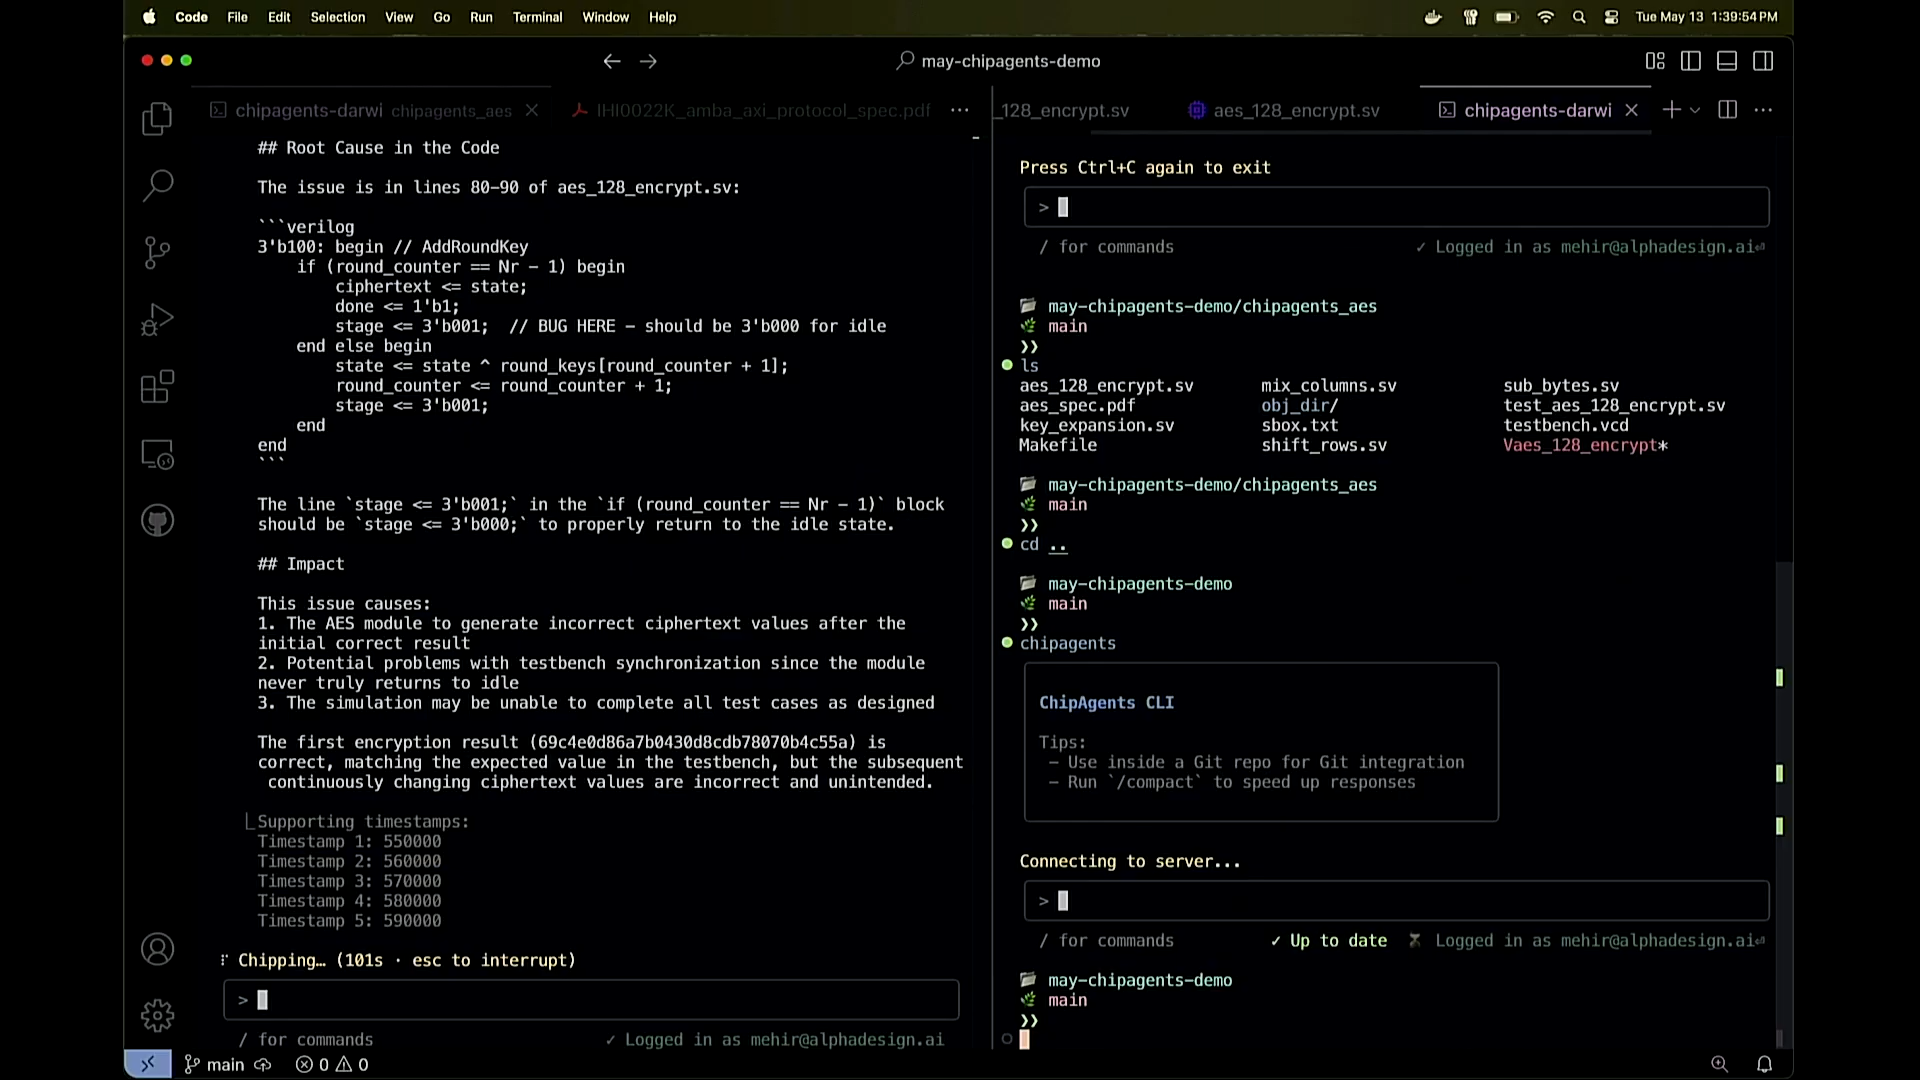 Code File Edit Selection View Go Run Terminal Window Help
Tue May 13 1:39:54 PM
may-chipagents-demo
chipagents-darwi chipagents_aes
IHI0022K_amba_axi_protocol_spec.pdf
## Root Cause in the Code
The issue is in lines 80-90 of aes_128_encrypt.sv:
```verilog
3'b100: begin // AddRoundKey
if (round_counter == Nr - 1) begin
ciphertext <= state;
done <= 1'b1;
stage <= 3'b001;  // BUG HERE - should be 3'b000 for idle
end else begin
state <= state ^ round_keys[round_counter + 1];
round_counter <= round_counter + 1;
stage <= 3'b001;
end
end
```
The line `stage <= 3'b001;` in the `if (round_counter == Nr - 1)` block
should be `stage <= 3'b000;` to properly return to the idle state.
## Impact
This issue causes:
1. The AES module to generate incorrect ciphertext values after the
initial correct result
2. Potential problems with testbench synchronization since the module
never truly returns to idle
3. The simulation may be unable to complete all test cases as designed
The first encryption result (69c4e0d86a7b0430d8cdb78070b4c55a) is
correct, matching the expected value in the testbench, but the subsequent
continuously changing ciphertext values are incorrect and unintended.
Supporting timestamps:
Timestamp 1: 550000
Timestamp 2: 560000
Timestamp 3: 570000
Timestamp 4: 580000
Timestamp 5: 590000
Chipping… (101s · esc to interrupt)
>
/ for commands ✓ Logged in as mehir@alphadesign.ai
_128_encrypt.sv aes_128_encrypt.sv chipagents-darwi
Press Ctrl+C again to exit
>
/ for commands ✓ Logged in as mehir@alphadesign.ai
may-chipagents-demo/chipagents_aes
main
❯❯
ls
aes_128_encrypt.sv mix_columns.sv sub_bytes.sv
aes_spec.pdf obj_dir/ test_aes_128_encrypt.sv
key_expansion.sv sbox.txt testbench.vcd
Makefile shift_rows.sv Vaes_128_encrypt*
may-chipagents-demo/chipagents_aes
main
❯❯
cd ..
may-chipagents-demo
main
❯❯
chipagents
ChipAgents CLI
Tips:
- Use inside a Git repo for Git integration
- Run `/compact` to speed up responses
Connecting to server...
>
/ for commands ✓ Up to date Logged in as mehir@alphadesign.ai
may-chipagents-demo
main
❯❯
main 0 0